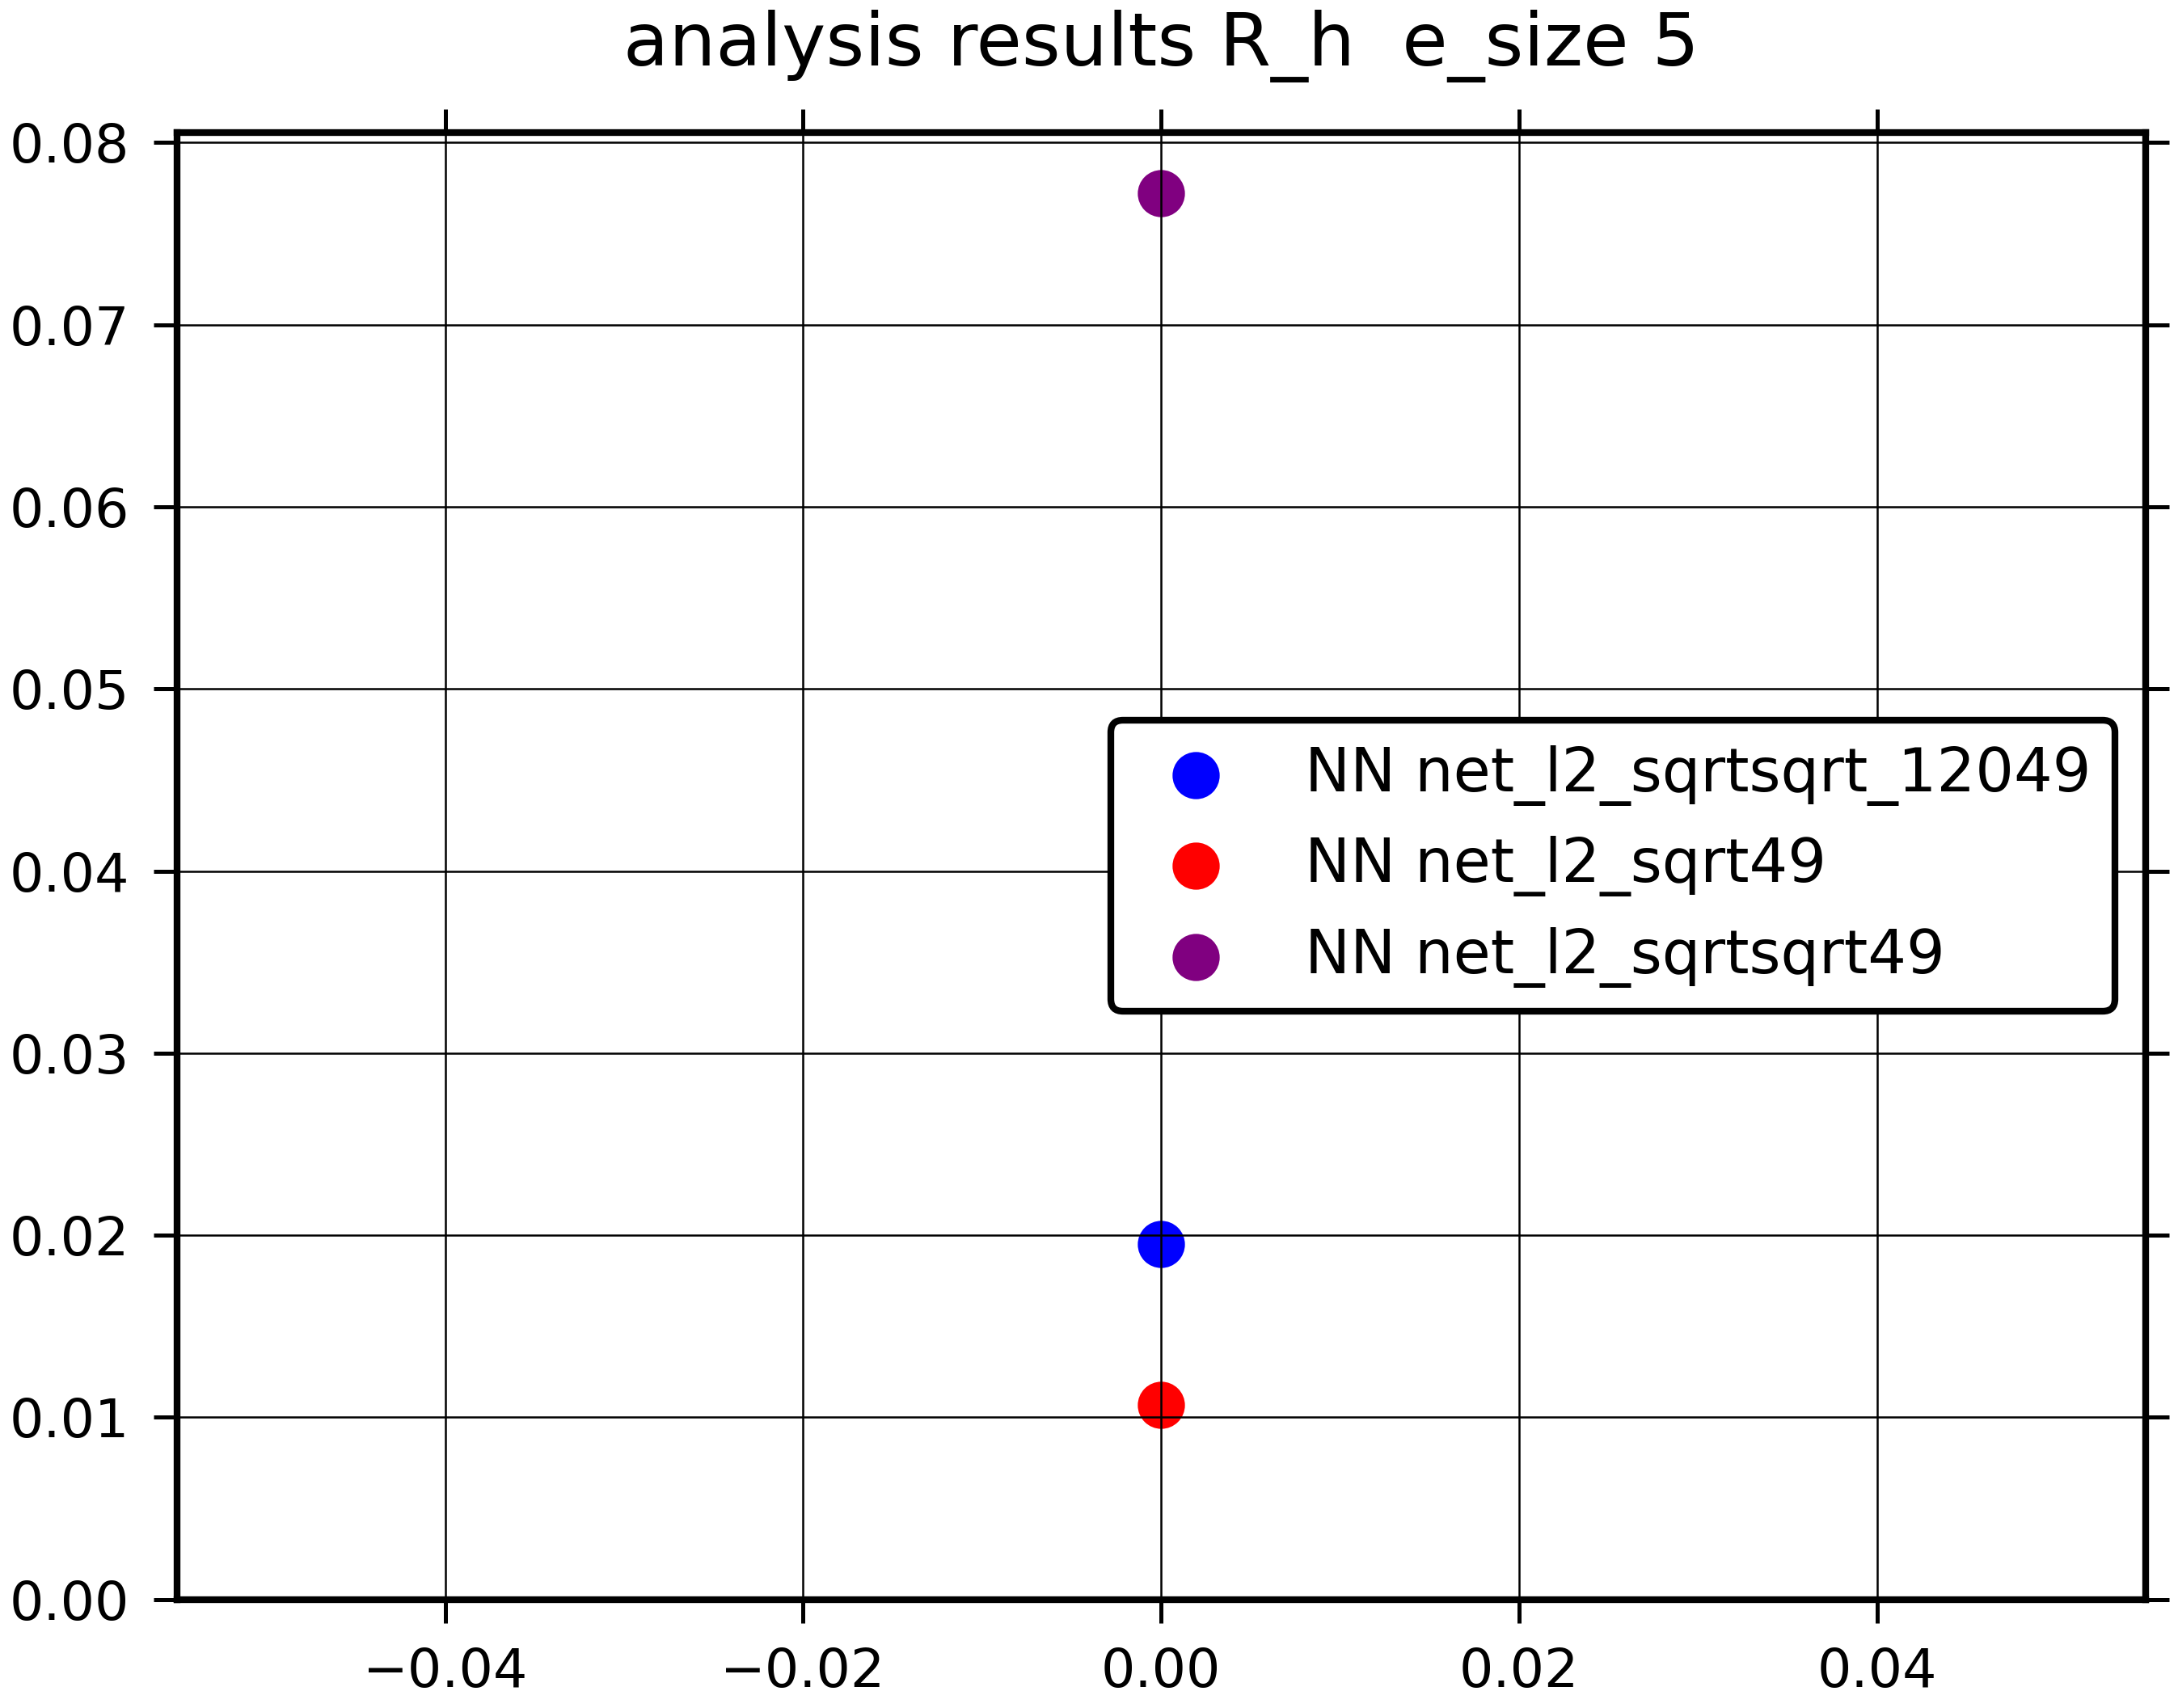 analysis results R_h  e_size 5
0.08
0.07
0.06
0.05
0.04
0.03
0.02
0.01
0.00
NN net_l2_sqrtsqrt_12049
NN net_l2_sqrt49
NN net_l2_sqrtsqrt49
−0.04 −0.02 0.00 0.02 0.04